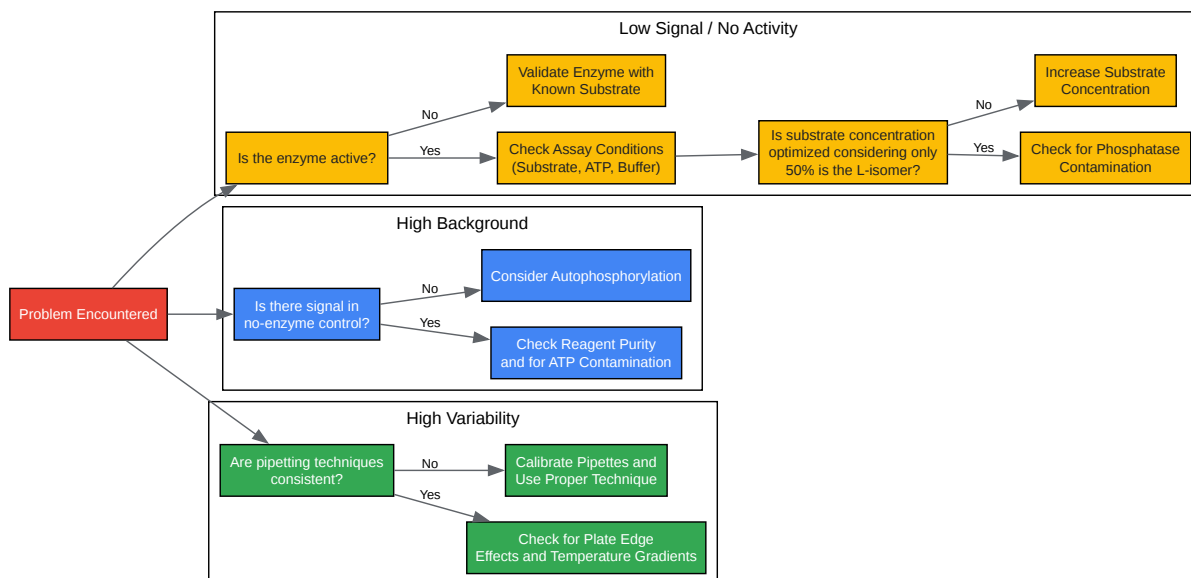 Low Signal / No Activity
Validate Enzyme with
Known Substrate
Increase Substrate
Concentration
No
No
Is the enzyme active?
Yes
Check Assay Conditions
(Substrate, ATP, Buffer)
Is substrate concentration
optimized considering only
50% is the L-isomer?
Yes
Check for Phosphatase
Contamination
High Background
Problem Encountered
Is there signal in
no-enzyme control?
No
Consider Autophosphorylation
Yes
Check Reagent Purity
and for ATP Contamination
High Variability
Are pipetting techniques
consistent?
No
Calibrate Pipettes and
Use Proper Technique
Yes
Check for Plate Edge
Effects and Temperature Gradients